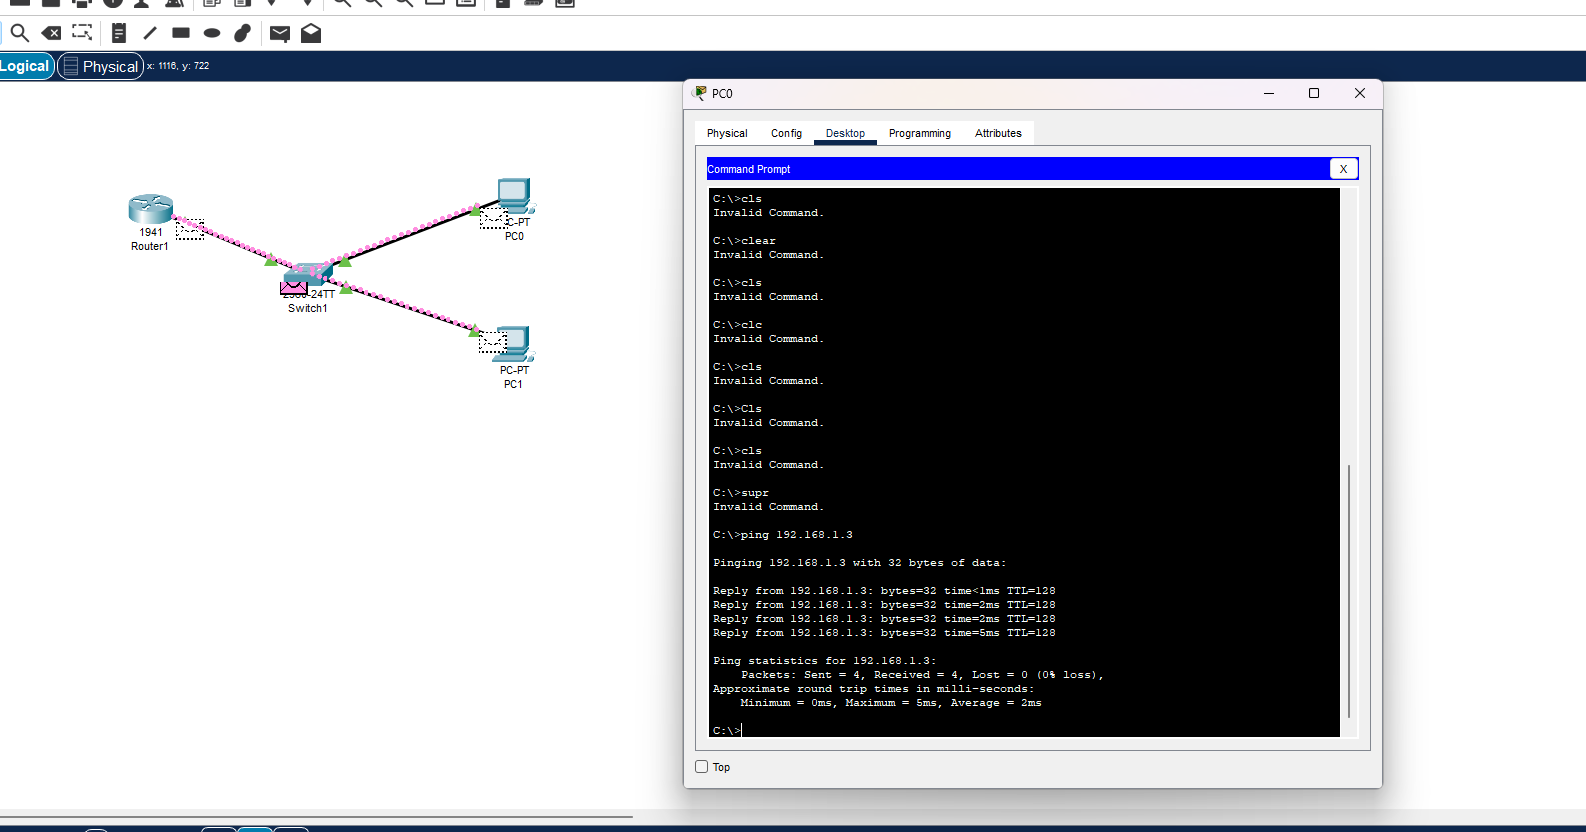 Logical
Physical
x: 1116, y: 722
1941
Router1
C-PT
PC0
-24TT
Switch1
PC-PT
PC1
PC0
Physical
Config
Desktop
Programming
Attributes
Command Prompt
X
C:\>cls
Invalid Command.
C:\>clear
Invalid Command.
C:\>cls
Invalid Command.
C:\>clc
Invalid Command.
C:\>cls
Invalid Command.
C:\>Cls
Invalid Command.
C:\>cls
Invalid Command.
C:\>supr
Invalid Command.
C:\>ping 192.168.1.3
Pinging 192.168.1.3 with 32 bytes of data:
Reply from 192.168.1.3: bytes=32 time<1ms TTL=128
Reply from 192.168.1.3: bytes=32 time=2ms TTL=128
Reply from 192.168.1.3: bytes=32 time=2ms TTL=128
Reply from 192.168.1.3: bytes=32 time=5ms TTL=128
Ping statistics for 192.168.1.3:
Packets: Sent = 4, Received = 4, Lost = 0 (0% loss),
Approximate round trip times in milli-seconds:
Minimum = 0ms, Maximum = 5ms, Average = 2ms
C:\>
Top